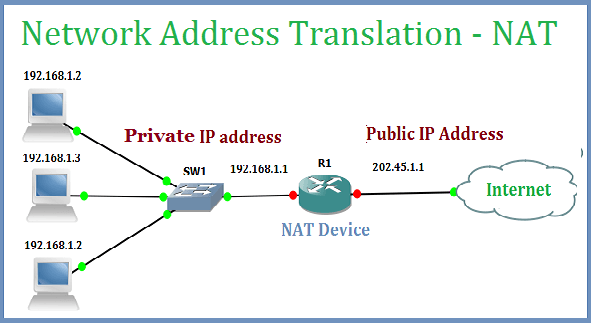 Network Address Translation - NAT
192.168.1.2
Private IP address
Public IP Address
192.168.1.3
SW1
192.168.1.1
R1
202.45.1.1
Internet
NAT Device
192.168.1.2